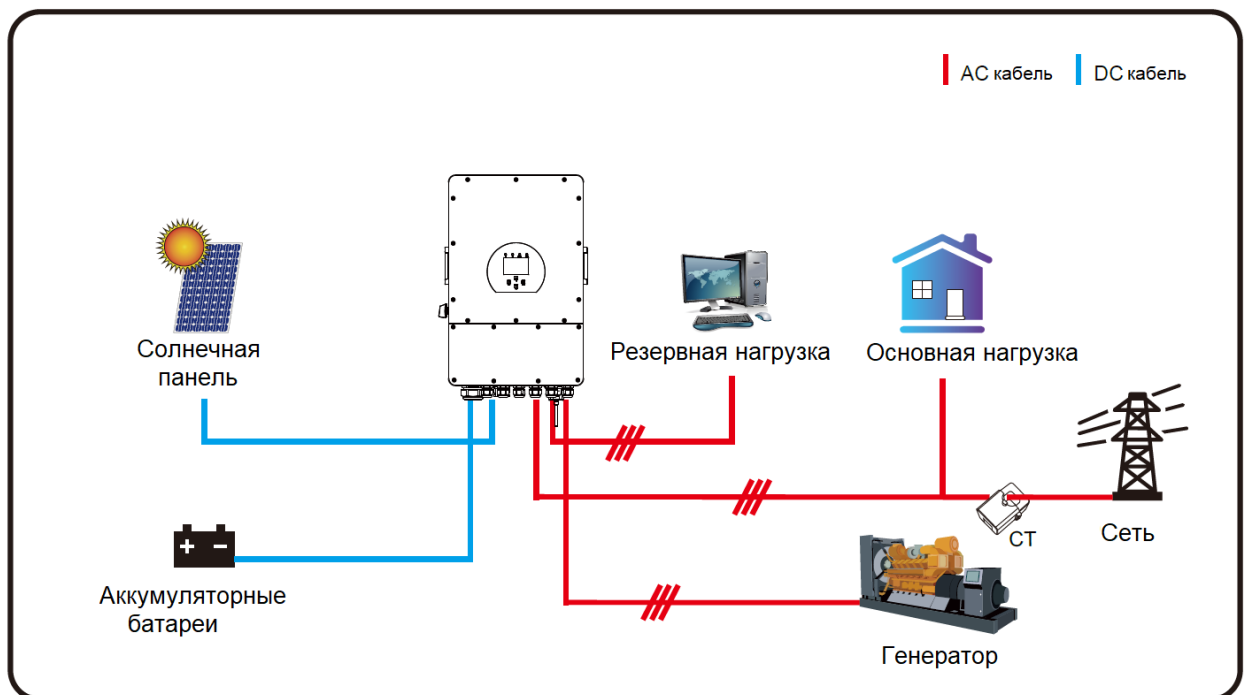 AC кабель
DC кабель
Солнечная
панель
Резервная нагрузка
Основная нагрузка
CT
Сеть
+ −
Аккумуляторные
батареи
Генератор